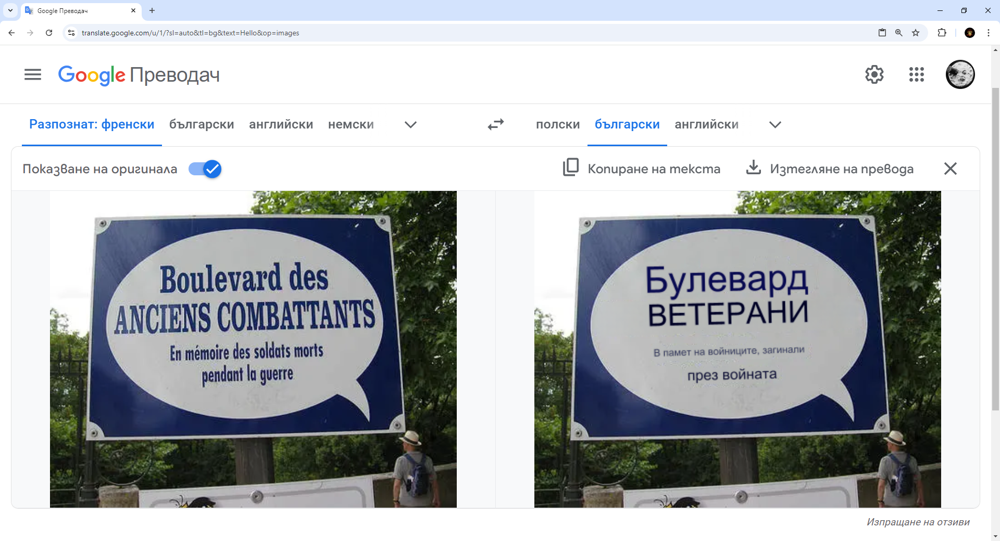 Google Преводач
translate.google.com/u/1/?sl=auto&tl=bg&text=Hello&op=images
Google Преводач
Разпознат: френски български английски немски полски български английски
Показване на оригинала Копиране на текста Изтегляне на превода
Boulevard des
ANCIENS COMBATTANTS
En mémoire des soldats morts
pendant la guerre
Булевард
ВЕТЕРАНИ
В памет на войниците, загинали
през войната
Изпращане на отзиви